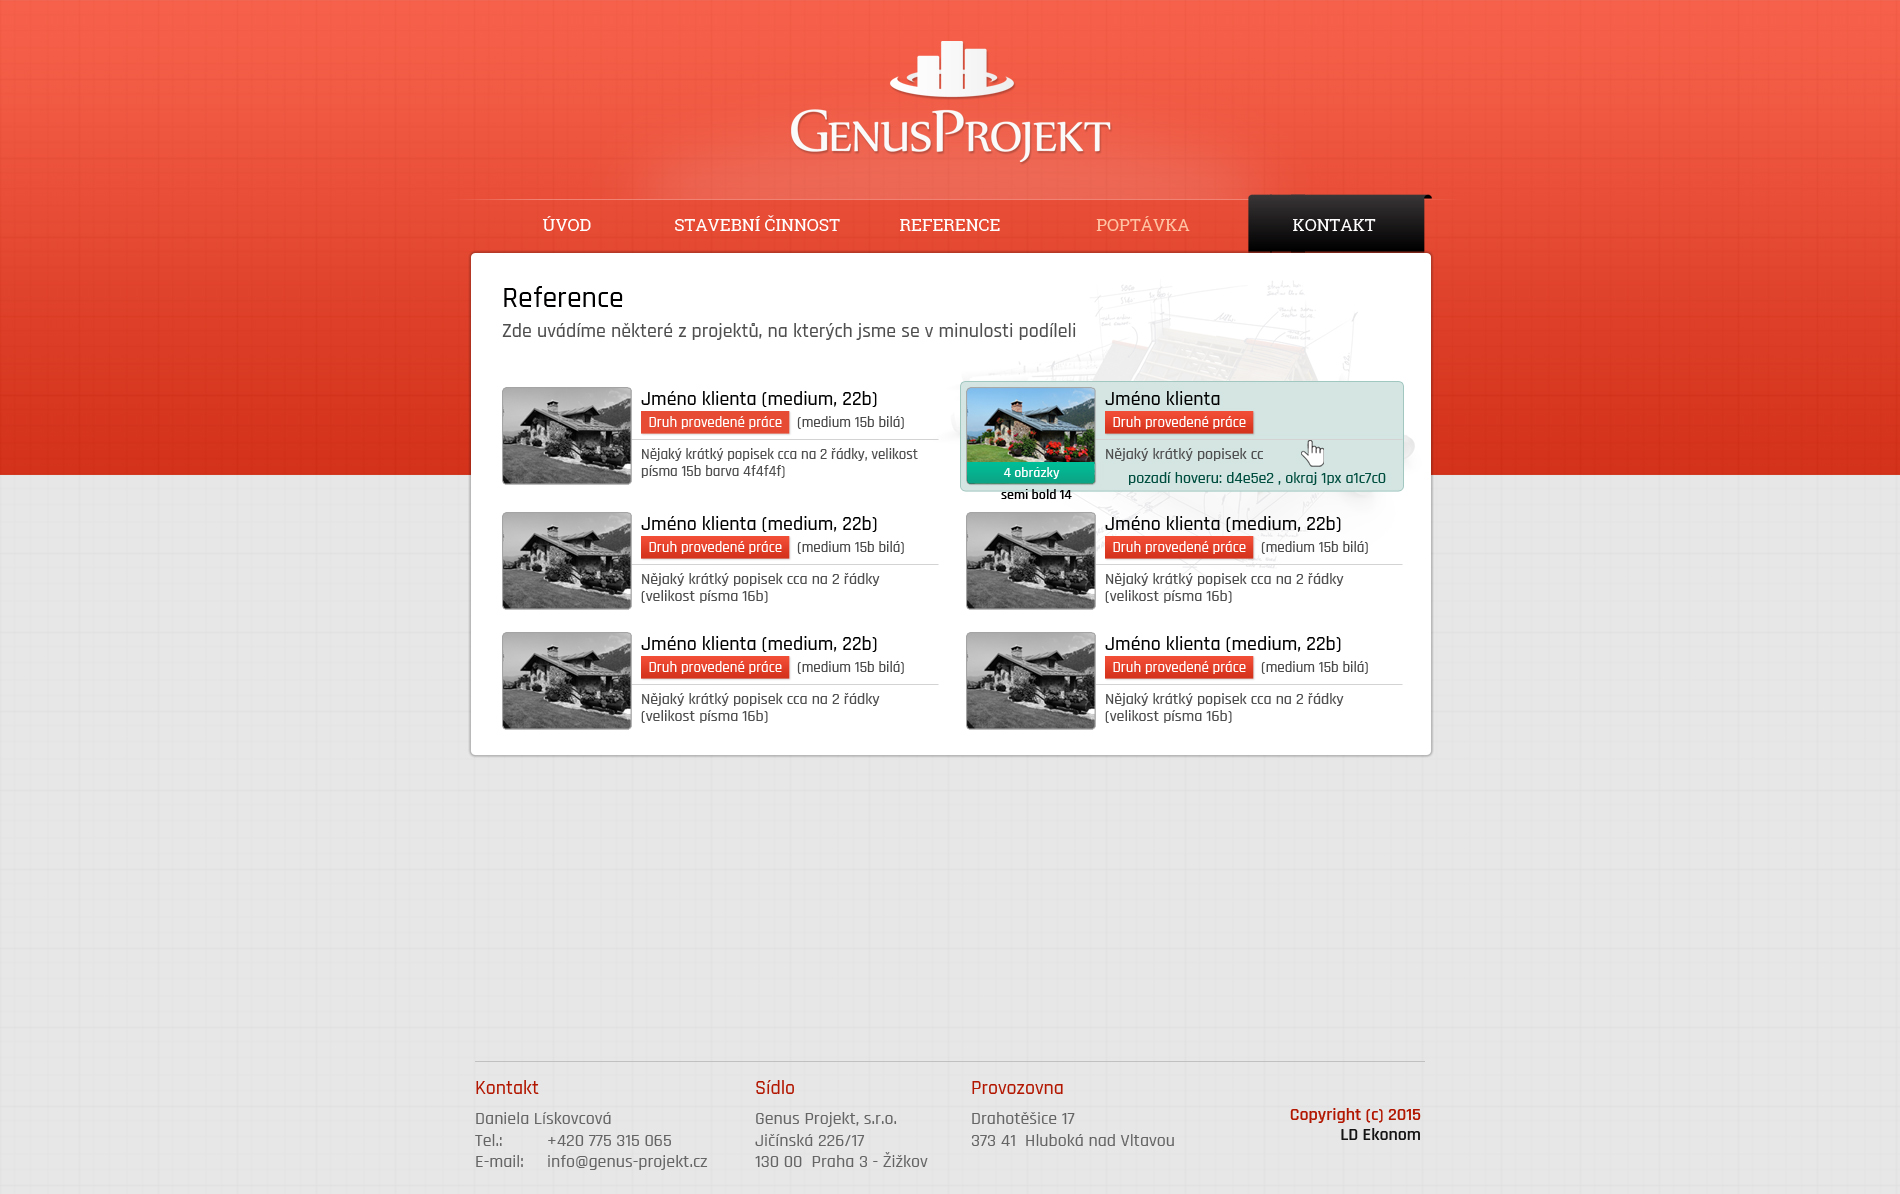 GenusProjekt
ÚVOD
STAVEBNÍ ČINNOST
REFERENCE
POPTÁVKA
KONTAKT
Reference
Zde uvádíme některé z projektů, na kterých jsme se v minulosti podíleli
Jméno klienta (medium, 22b)
Druh provedené práce (medium 15b bilá)
Nějaký krátký popisek cca na 2 řádky, velikost
písma 15b barva 4f4f4f)
Jméno klienta
Druh provedené práce
Nějaký krátký popisek cc
4 obrázky
pozadí hoveru: d4e5e2 , okraj 1px a1c7c0
semi bold 14
Jméno klienta (medium, 22b)
Druh provedené práce (medium 15b bilá)
Nějaký krátký popisek cca na 2 řádky
(velikost písma 16b)
Jméno klienta (medium, 22b)
Druh provedené práce (medium 15b bilá)
Nějaký krátký popisek cca na 2 řádky
(velikost písma 16b)
Jméno klienta (medium, 22b)
Druh provedené práce (medium 15b bilá)
Nějaký krátký popisek cca na 2 řádky
(velikost písma 16b)
Jméno klienta (medium, 22b)
Druh provedené práce (medium 15b bilá)
Nějaký krátký popisek cca na 2 řádky
(velikost písma 16b)
Kontakt
Daniela Lískovcová
Tel.: +420 775 315 065
E-mail: info@genus-projekt.cz
Sídlo
Genus Projekt, s.r.o.
Jičínská 226/17
130 00 Praha 3 - Žižkov
Provozovna
Drahotěšice 17
373 41 Hluboká nad Vltavou
Copyright (c) 2015
LD Ekonom